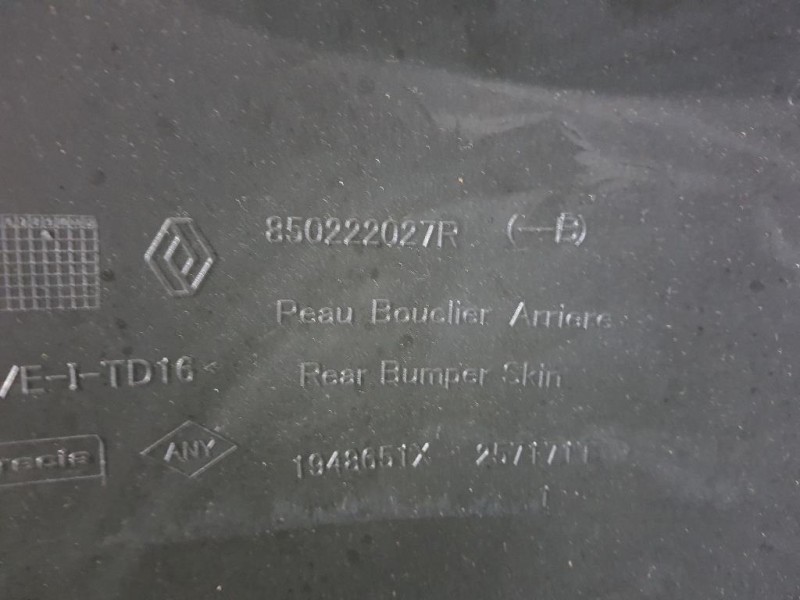 850222027R (—B)
Peau Bouclier Arriere
/E-I-TD16<
Rear Bumper Skin
ANY
1948651X